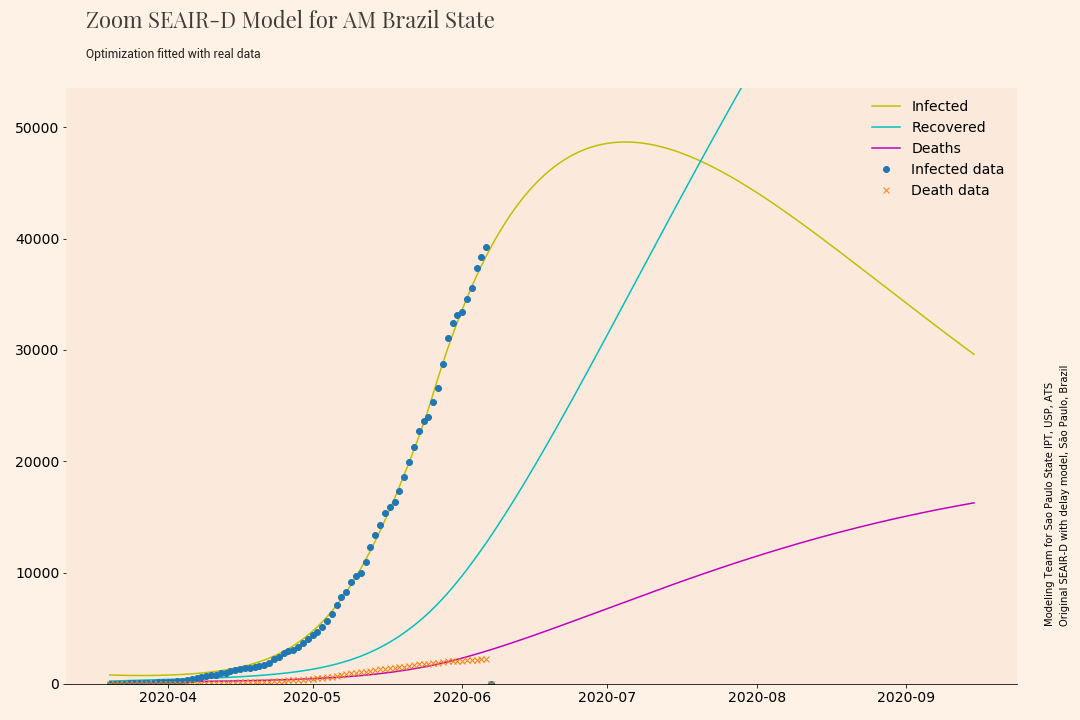 Zoom SEAIR-D Model for AM Brazil State
Optimization fitted with real data
Infected
Recovered
Deaths
Infected data
Death data
50000
40000
30000
20000
10000
0
2020-04
2020-05
2020-06
2020-07
2020-08
2020-09
Modeling Team for Sao Paulo State IPT, USP, ATS
Original SEAIR-D with delay model, São Paulo, Brazil